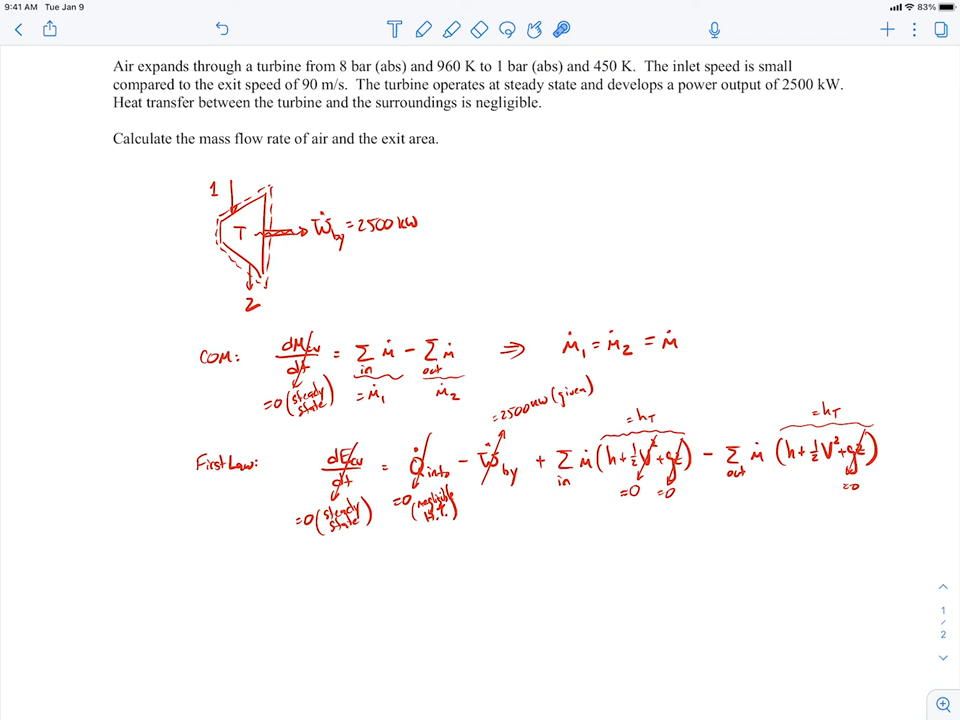 9:41 AM Tue Jan 9
83%
T
Air expands through a turbine from 8 bar (abs) and 960 K to 1 bar (abs) and 450 K. The inlet speed is small
compared to the exit speed of 90 m/s. The turbine operates at steady state and develops a power output of 2500 kW.
Heat transfer between the turbine and the surroundings is negligible.
Calculate the mass flow rate of air and the exit area.
1
T
Ẇby = 2500 kW
2
COM: dMcv/dt = Σin ṁ − Σout ṁ ⇒ ṁ1 = ṁ2 = ṁ
=0 (steady state) = ṁ1 ṁ2
=2500 kW (given) = hT = hT
First Law: dEcv/dt = Q̇into − Ẇby + Σin ṁ (h + ½V² + gz) − Σout ṁ (h + ½V² + gz)
=0 (steady state) =0 (negligible H.T.) =0 =0 =0
1
/
2